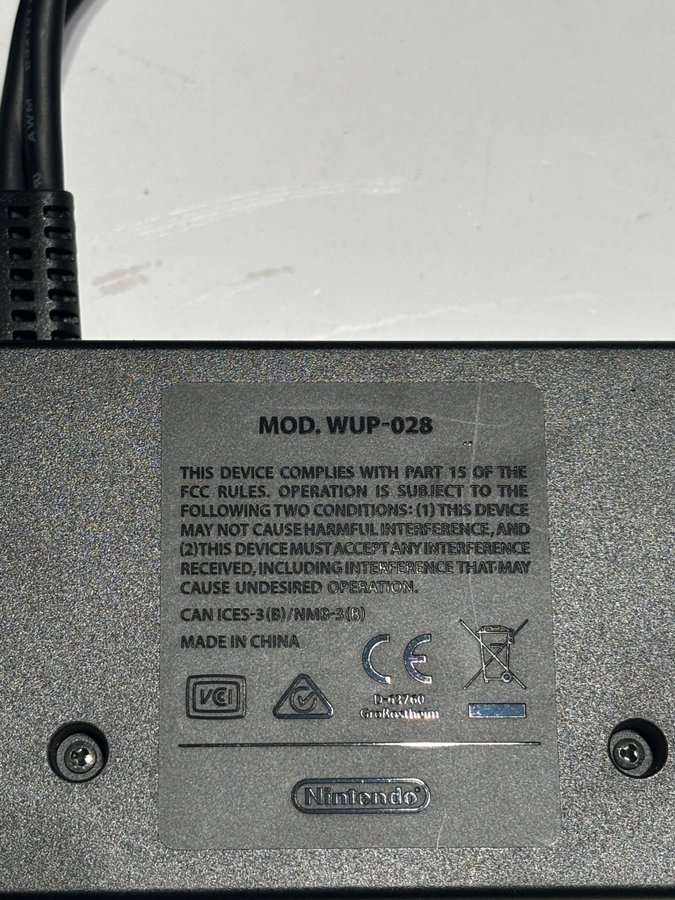 AWM
MOD. WUP-028
THIS DEVICE COMPLIES WITH PART 15 OF THE
FCC RULES. OPERATION IS SUBJECT TO THE
FOLLOWING TWO CONDITIONS: (1) THIS DEVICE
MAY NOT CAUSE HARMFUL INTERFERENCE, AND
(2) THIS DEVICE MUST ACCEPT ANY INTERFERENCE
RECEIVED, INCLUDING INTERFERENCE THAT MAY
CAUSE UNDESIRED OPERATION.
CAN ICES-3(B)/NMB-3(B)
MADE IN CHINA
CE
VCI
D-63760
Großostheim
Nintendo®